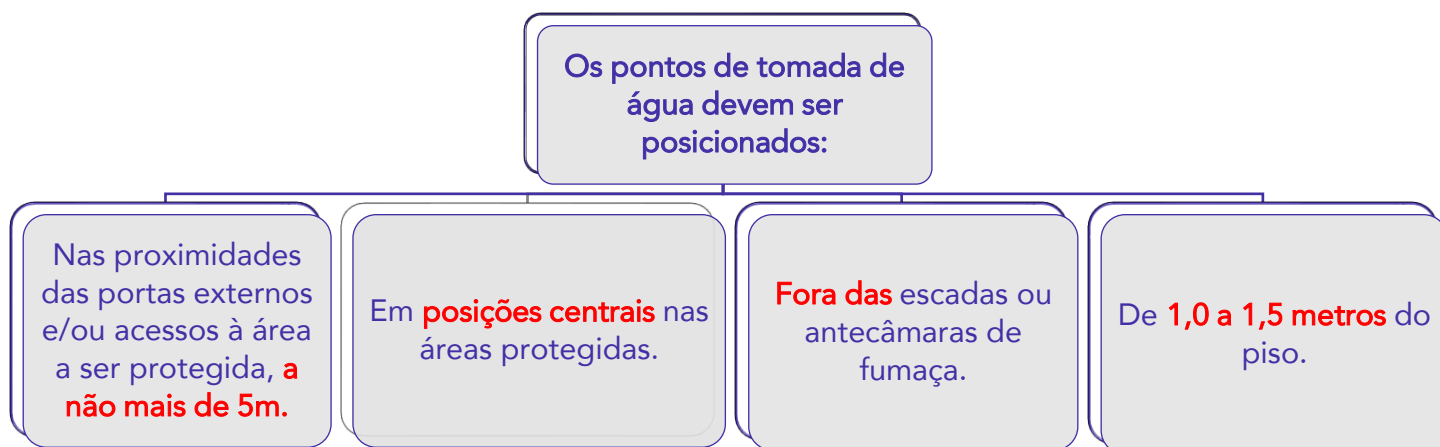 Os pontos de tomada de
água devem ser
posicionados:
Nas proximidades
das portas externos
e/ou acessos à área
a ser protegida, a
não mais de 5m.
Em posições centrais nas
áreas protegidas.
Fora das escadas ou
antecâmaras de
fumaça.
De 1,0 a 1,5 metros do
piso.